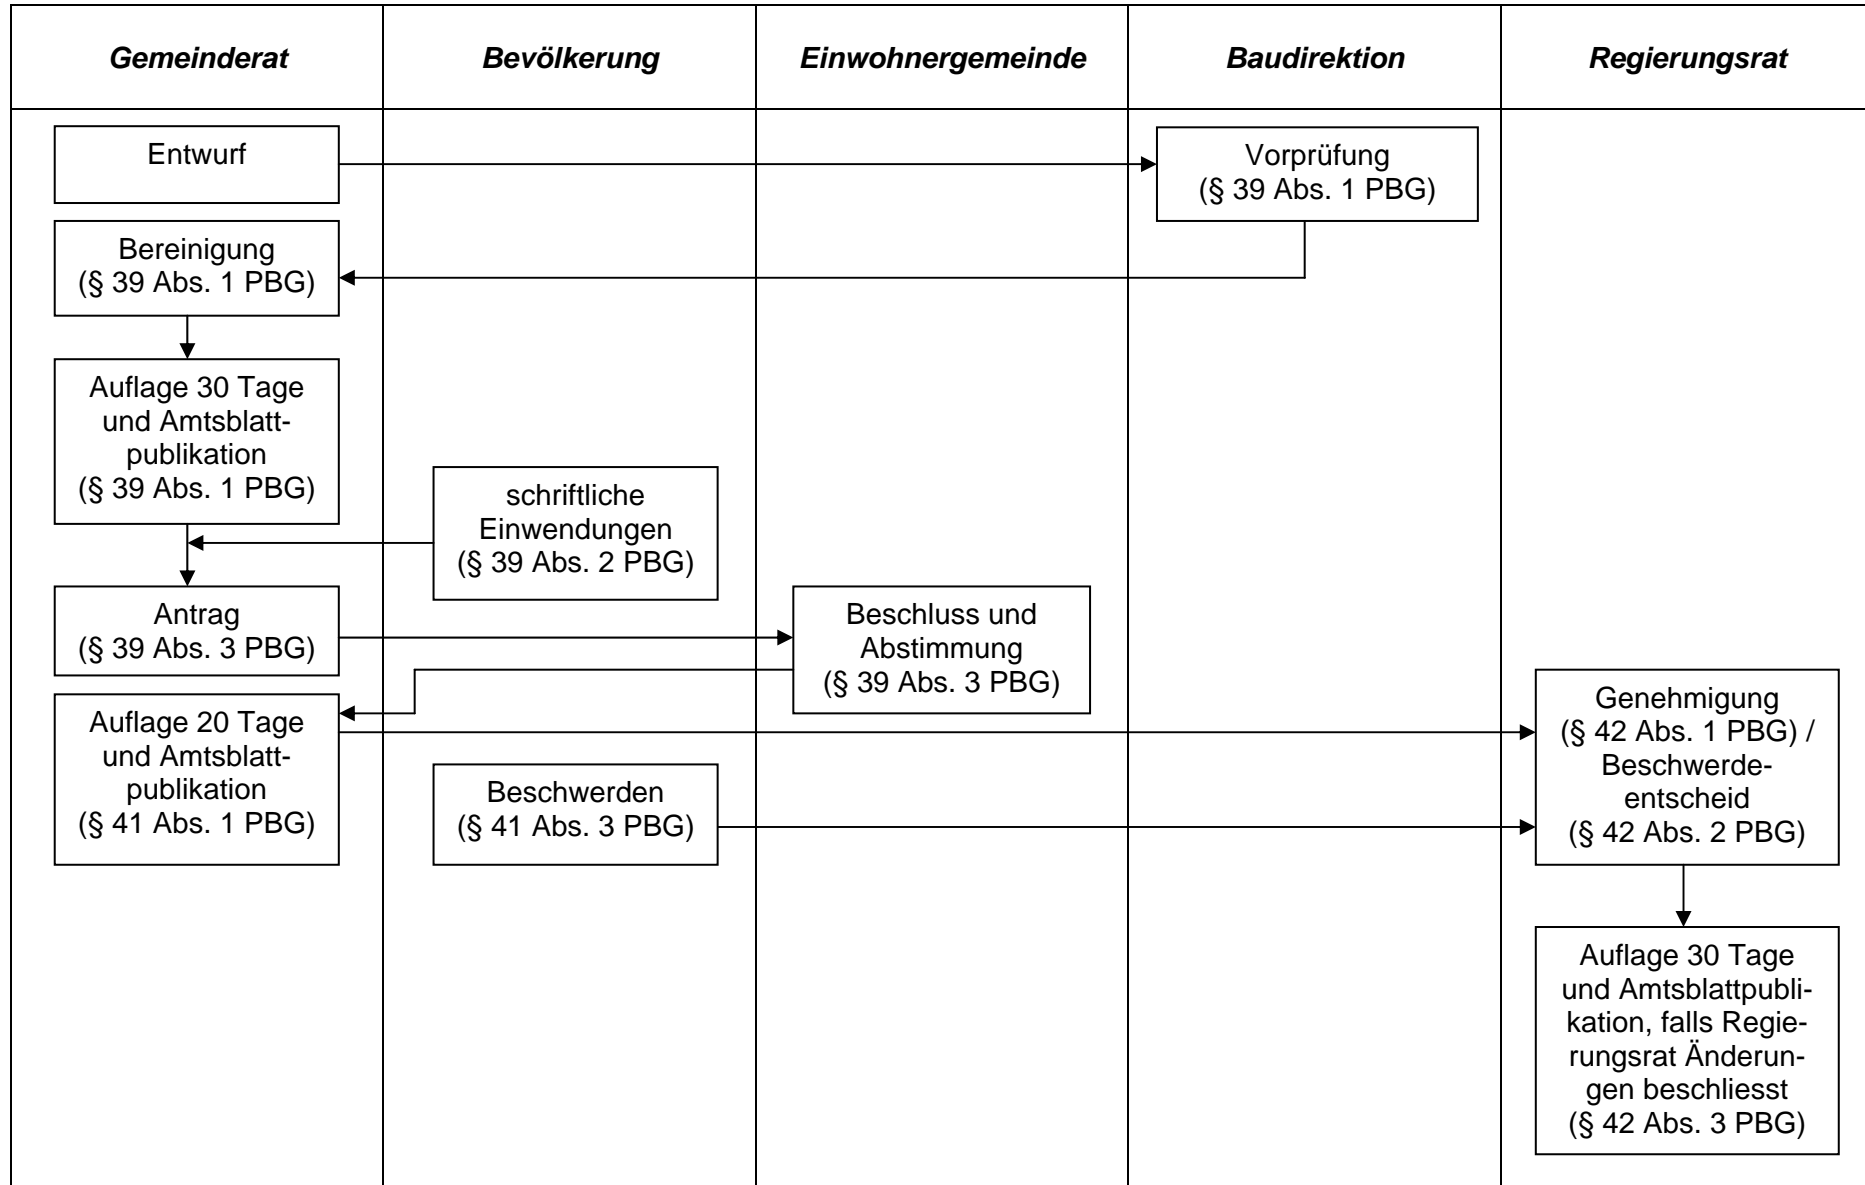 Gemeinderat
Bevölkerung
Einwohnergemeinde
Baudirektion
Regierungsrat
Entwurf
Vorprüfung
(§ 39 Abs. 1 PBG)
Bereinigung
(§ 39 Abs. 1 PBG)
Auflage 30 Tage
und Amtsblatt-
publikation
(§ 39 Abs. 1 PBG)
schriftliche
Einwendungen
(§ 39 Abs. 2 PBG)
Antrag
(§ 39 Abs. 3 PBG)
Beschluss und
Abstimmung
(§ 39 Abs. 3 PBG)
Auflage 20 Tage
und Amtsblatt-
publikation
(§ 41 Abs. 1 PBG)
Beschwerden
(§ 41 Abs. 3 PBG)
Genehmigung
(§ 42 Abs. 1 PBG) /
Beschwerde-
entscheid
(§ 42 Abs. 2 PBG)
Auflage 30 Tage
und Amtsblattpubli-
kation, falls Regie-
rungsrat Änderun-
gen beschliesst
(§ 42 Abs. 3 PBG)